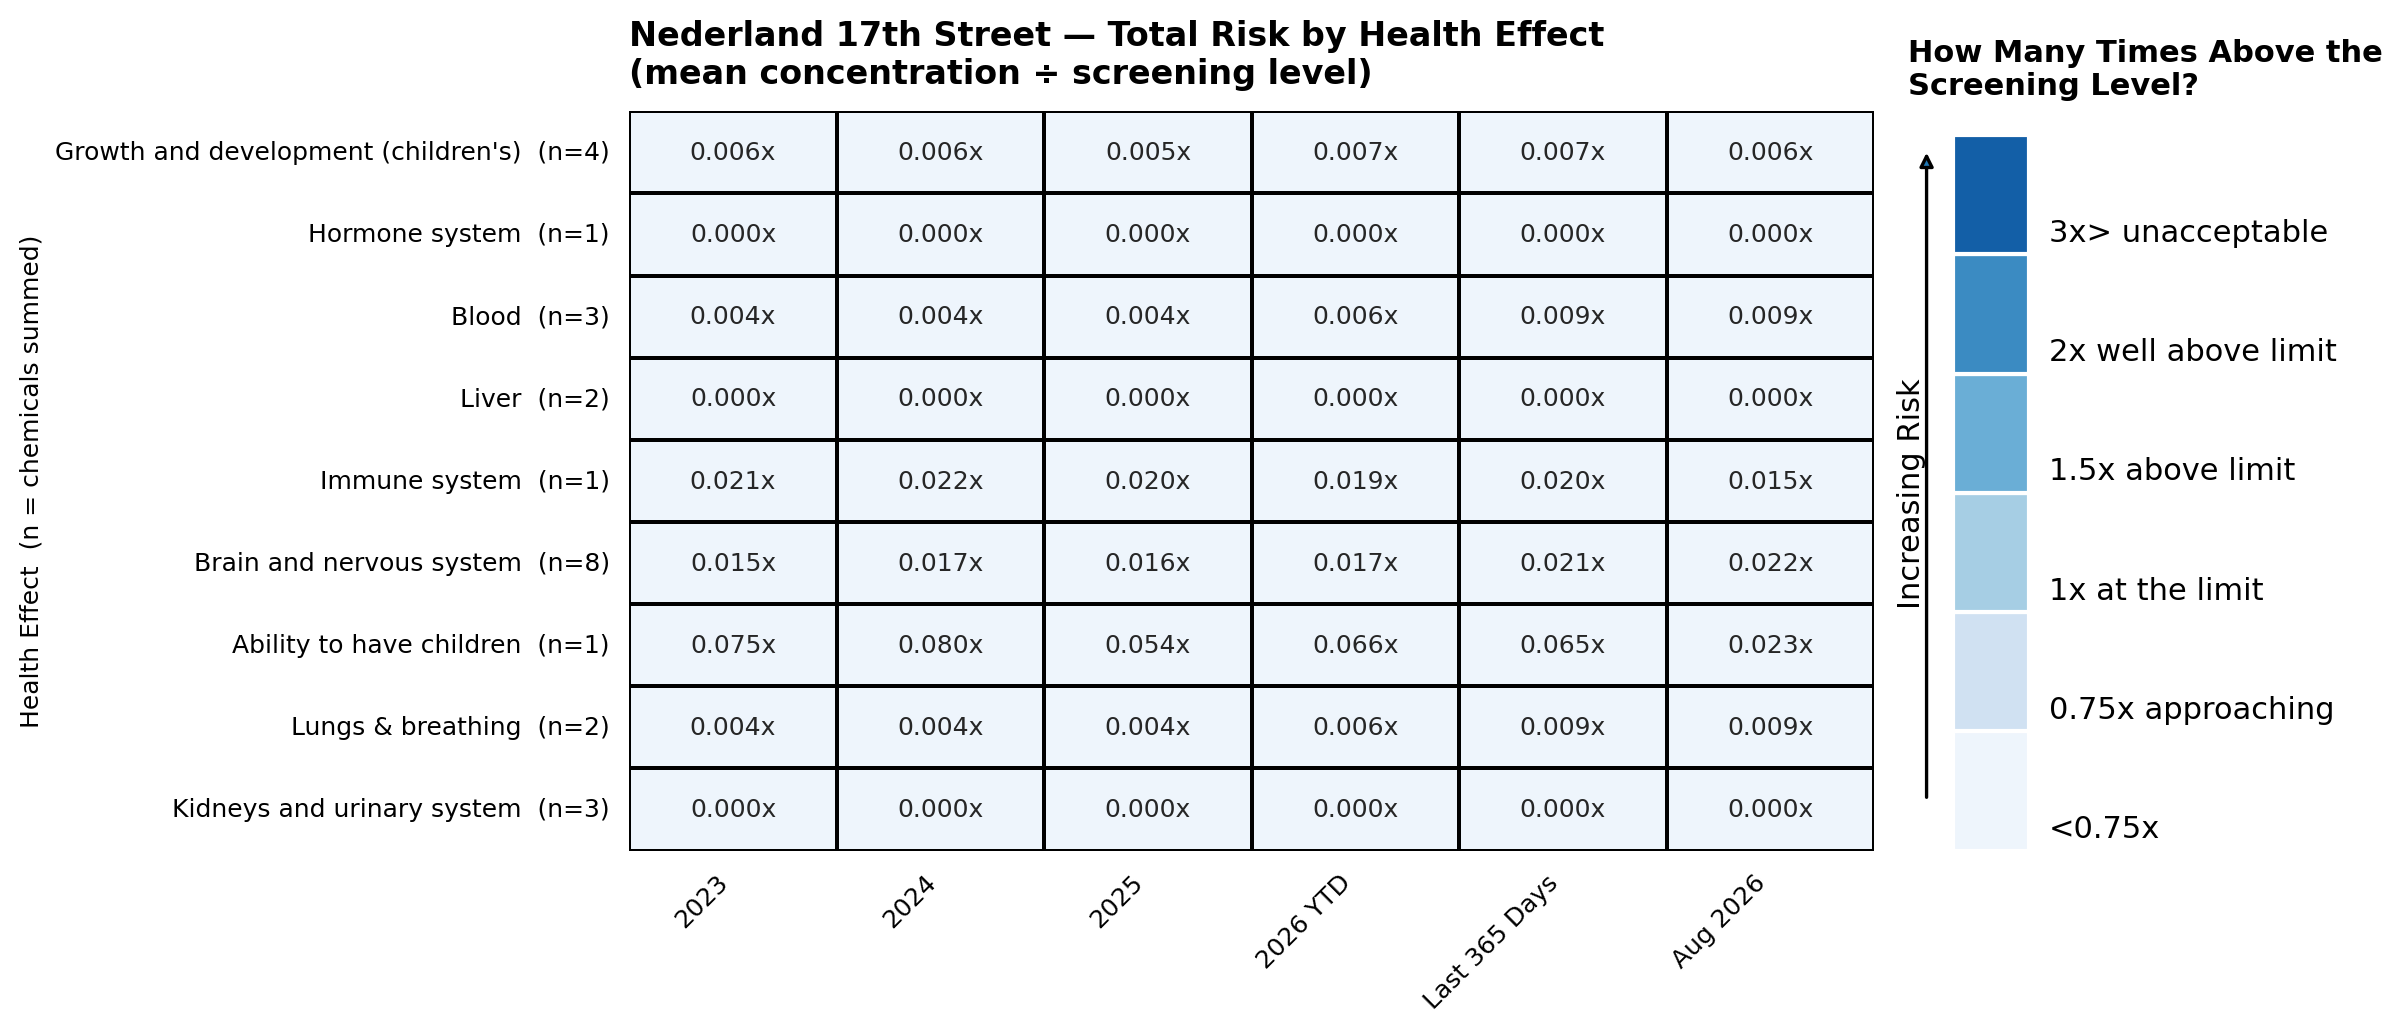 Nederland 17th Street — Total Risk by Health Effect
(mean concentration ÷ screening level)
How Many Times Above the
Screening Level?
Health Effect  (n = chemicals summed)
Growth and development (children's)  (n=4) 0.006x 0.006x 0.005x 0.007x 0.007x 0.006x
Hormone system  (n=1) 0.000x 0.000x 0.000x 0.000x 0.000x 0.000x
Blood  (n=3) 0.004x 0.004x 0.004x 0.006x 0.009x 0.009x
Liver  (n=2) 0.000x 0.000x 0.000x 0.000x 0.000x 0.000x
Immune system  (n=1) 0.021x 0.022x 0.020x 0.019x 0.020x 0.015x
Brain and nervous system  (n=8) 0.015x 0.017x 0.016x 0.017x 0.021x 0.022x
Ability to have children  (n=1) 0.075x 0.080x 0.054x 0.066x 0.065x 0.023x
Lungs & breathing  (n=2) 0.004x 0.004x 0.004x 0.006x 0.009x 0.009x
Kidneys and urinary system  (n=3) 0.000x 0.000x 0.000x 0.000x 0.000x 0.000x
2023 2024 2025 2026 YTD Last 365 Days Aug 2026
Increasing Risk
3x> unacceptable
2x well above limit
1.5x above limit
1x at the limit
0.75x approaching
<0.75x